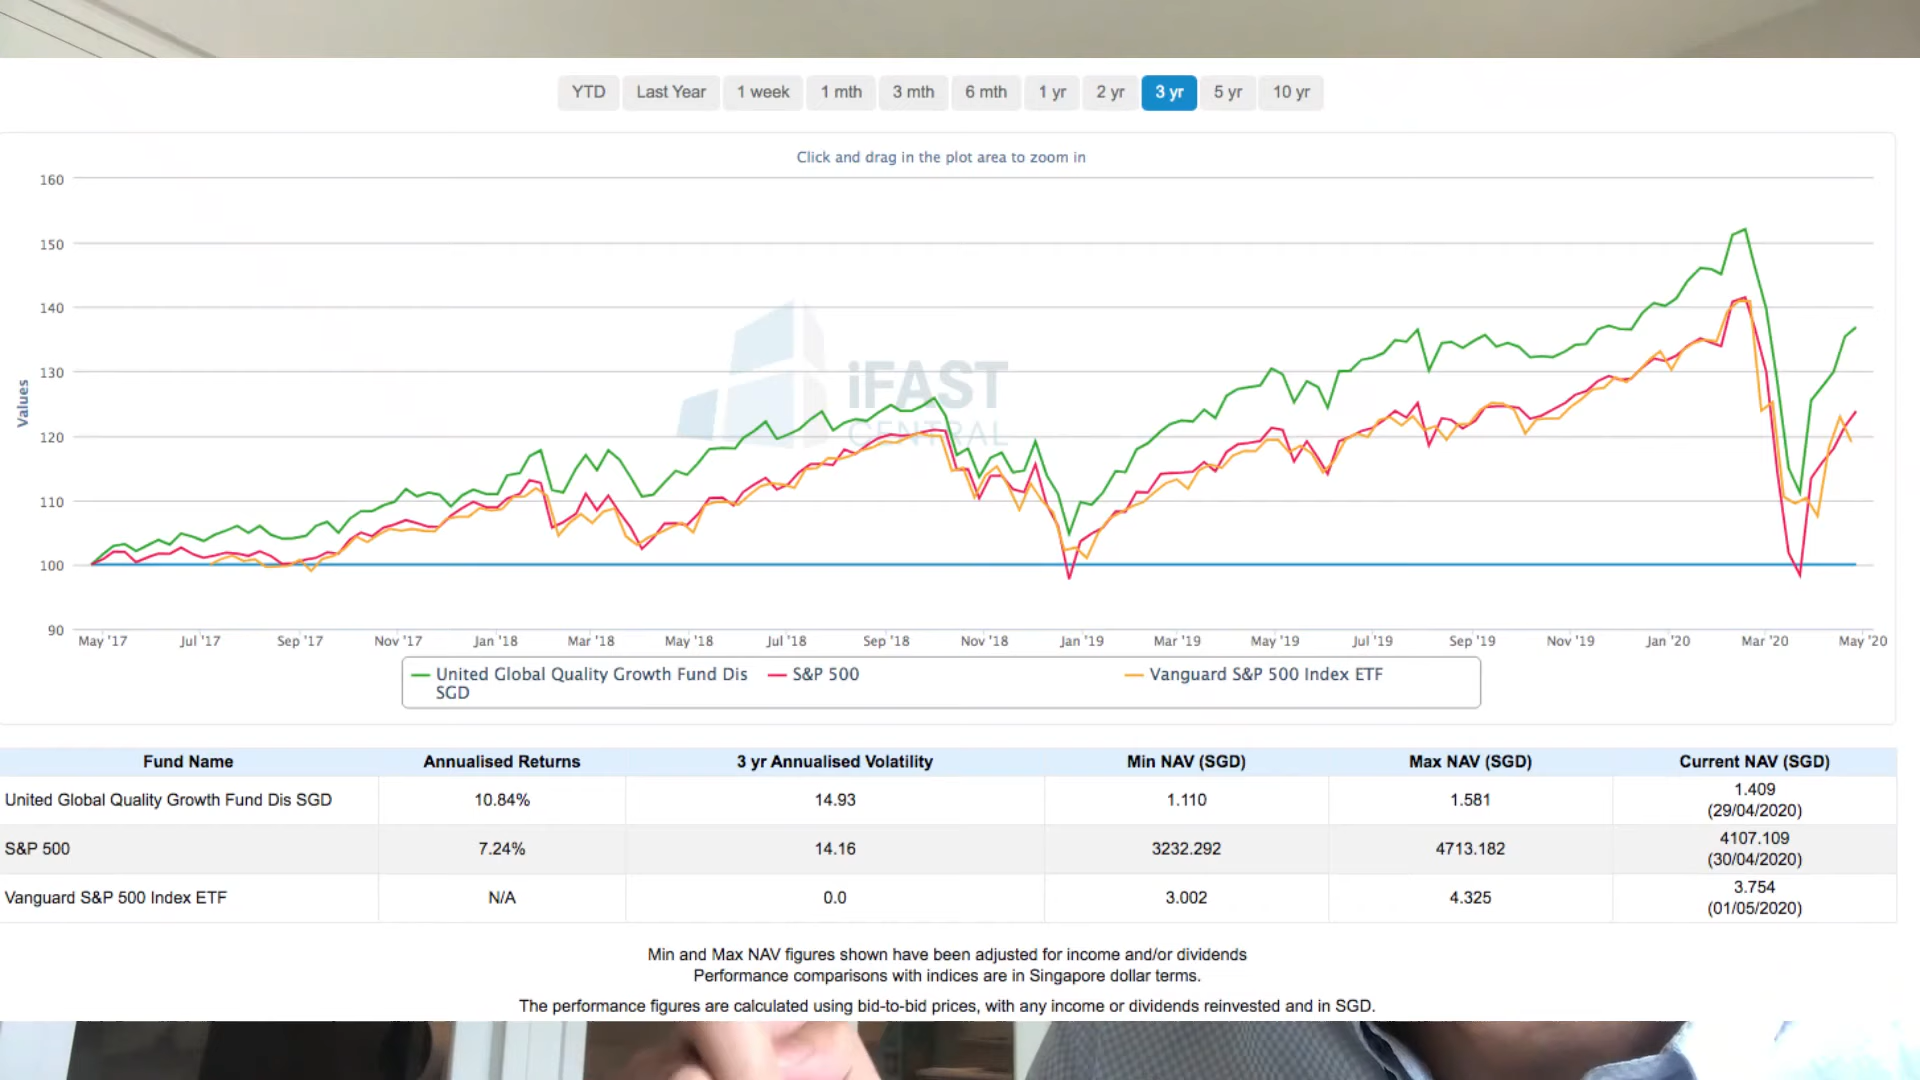 YTD Last Year 1 week 1 mth 3 mth 6 mth 1 yr 2 yr 3 yr 5 yr 10 yr
Click and drag in the plot area to zoom in
160
150
140
130
120
110
100
90
Values
iFAST
CENTRAL
May '17 Jul '17 Sep '17 Nov '17 Jan '18 Mar '18 May '18 Jul '18 Sep '18 Nov '18 Jan '19 Mar '19 May '19 Jul '19 Sep '19 Nov '19 Jan '20 Mar '20 May '20
United Global Quality Growth Fund Dis S&P 500 Vanguard S&P 500 Index ETF
SGD
Fund Name Annualised Returns 3 yr Annualised Volatility Min NAV (SGD) Max NAV (SGD) Current NAV (SGD)
United Global Quality Growth Fund Dis SGD 10.84% 14.93 1.110 1.581 1.409
(29/04/2020)
S&P 500 7.24% 14.16 3232.292 4713.182 4107.109
(30/04/2020)
Vanguard S&P 500 Index ETF N/A 0.0 3.002 4.325 3.754
(01/05/2020)
Min and Max NAV figures shown have been adjusted for income and/or dividends
Performance comparisons with indices are in Singapore dollar terms.
The performance figures are calculated using bid-to-bid prices, with any income or dividends reinvested and in SGD.